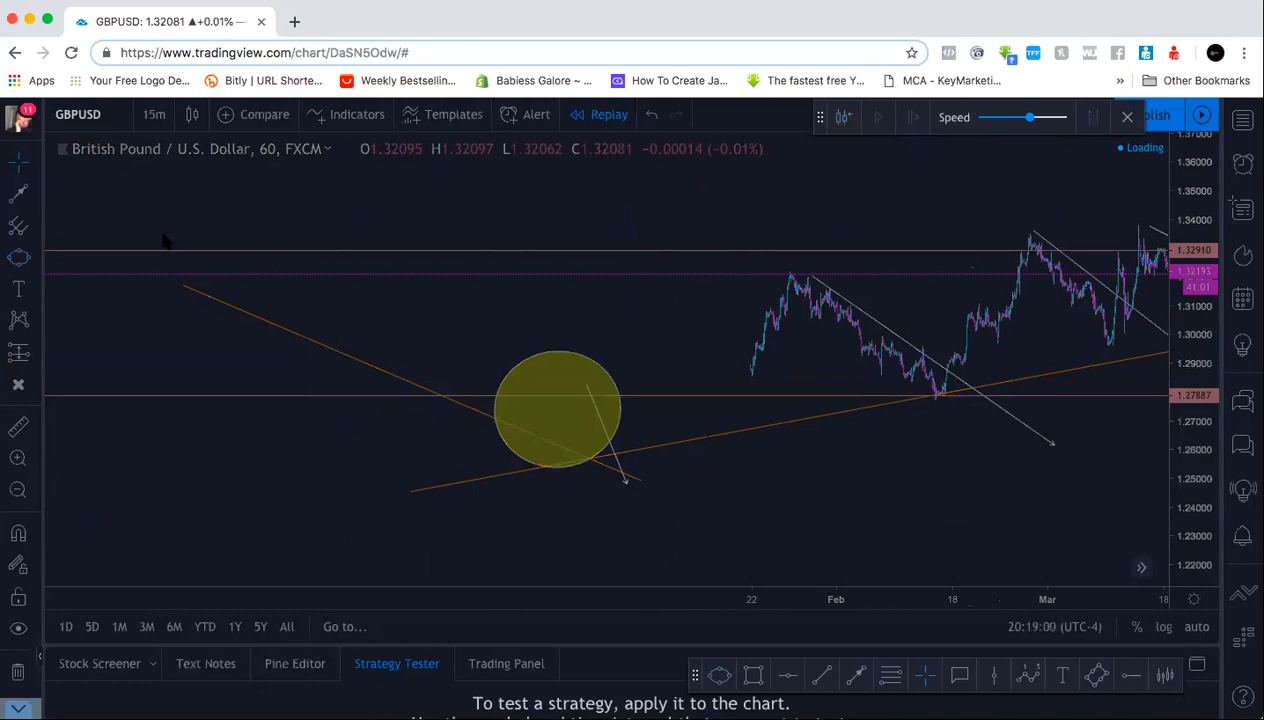 GBPUSD: 1.32081 ▲+0.01% —
https://www.tradingview.com/chart/DaSN5Odw/#
Apps Your Free Logo De... Bitly | URL Shorte... Weekly Bestsellin... Babiess Galore ~ ... How To Create Ja... The fastest free Y... MCA - KeyMarketi... » Other Bookmarks
11 GBPUSD 15m Compare Indicators Templates Alert Replay Speed blish
British Pound / U.S. Dollar, 60, FXCM O1.32095 H1.32097 L1.32062 C1.32081 -0.00014 (-0.01%)
Loading
1.37000
1.36000
1.35000
1.34000
1.32910
1.32193
41:01
1.31000
1.30000
1.29000
1.27887
1.27000
1.26000
1.25000
1.24000
1.23000
1.22000
22 Feb 18 Mar 18
1D 5D 1M 3M 6M YTD 1Y 5Y All Go to... 20:19:00 (UTC-4) % log auto
Stock Screener Text Notes Pine Editor Strategy Tester Trading Panel
To test a strategy, apply it to the chart.